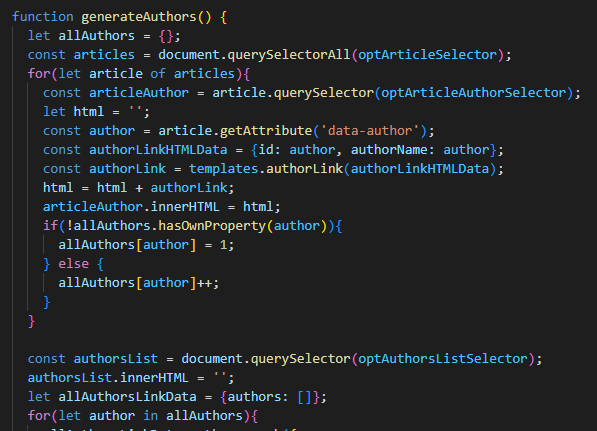 function generateAuthors() {
let allAuthors = {};
const articles = document.querySelectorAll(optArticleSelector);
for(let article of articles){
const articleAuthor = article.querySelector(optArticleAuthorSelector);
let html = '';
const author = article.getAttribute('data-author');
const authorLinkHTMLData = {id: author, authorName: author};
const authorLink = templates.authorLink(authorLinkHTMLData);
html = html + authorLink;
articleAuthor.innerHTML = html;
if(!allAuthors.hasOwnProperty(author)){
allAuthors[author] = 1;
} else {
allAuthors[author]++;
}
}
const authorsList = document.querySelector(optAuthorsListSelector);
authorsList.innerHTML = '';
let allAuthorsLinkData = {authors: []};
for(let author in allAuthors){